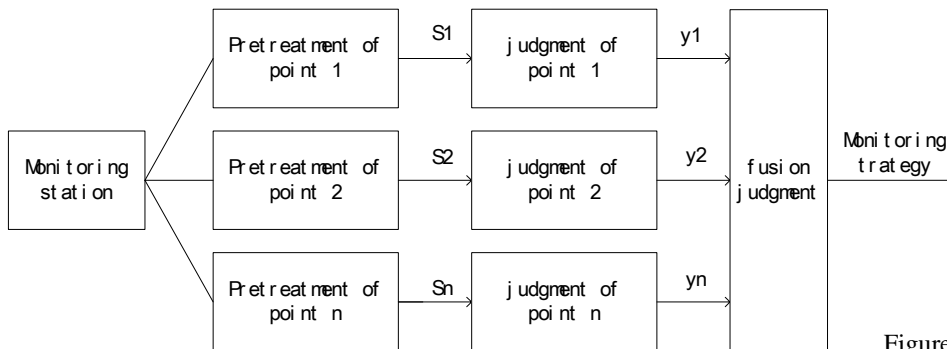 Pretreatment of
point 1
S1
judgment of
point 1
y1
Monitoring
station
Pretreatment of
point 2
S2
judgment of
point 2
y2
fusion
judgment
Monitoring
trategy
Pretreatment of
point n
Sn
judgment of
point n
yn
Figure